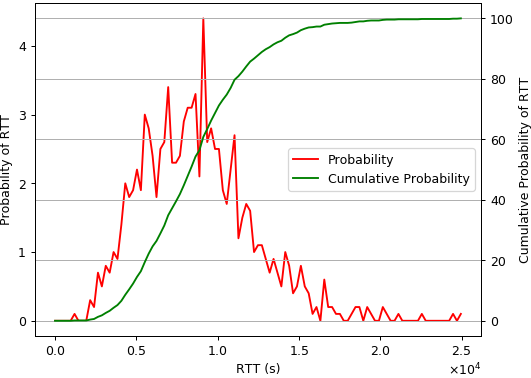 Probability of RTT
4
3
2
1
0
Probability
Cumulative Probability
100
80
60
40
20
0
Cumulative Probability of RTT
0.0 0.5 1.0 1.5 2.0 2.5
RTT (s)
×10⁴